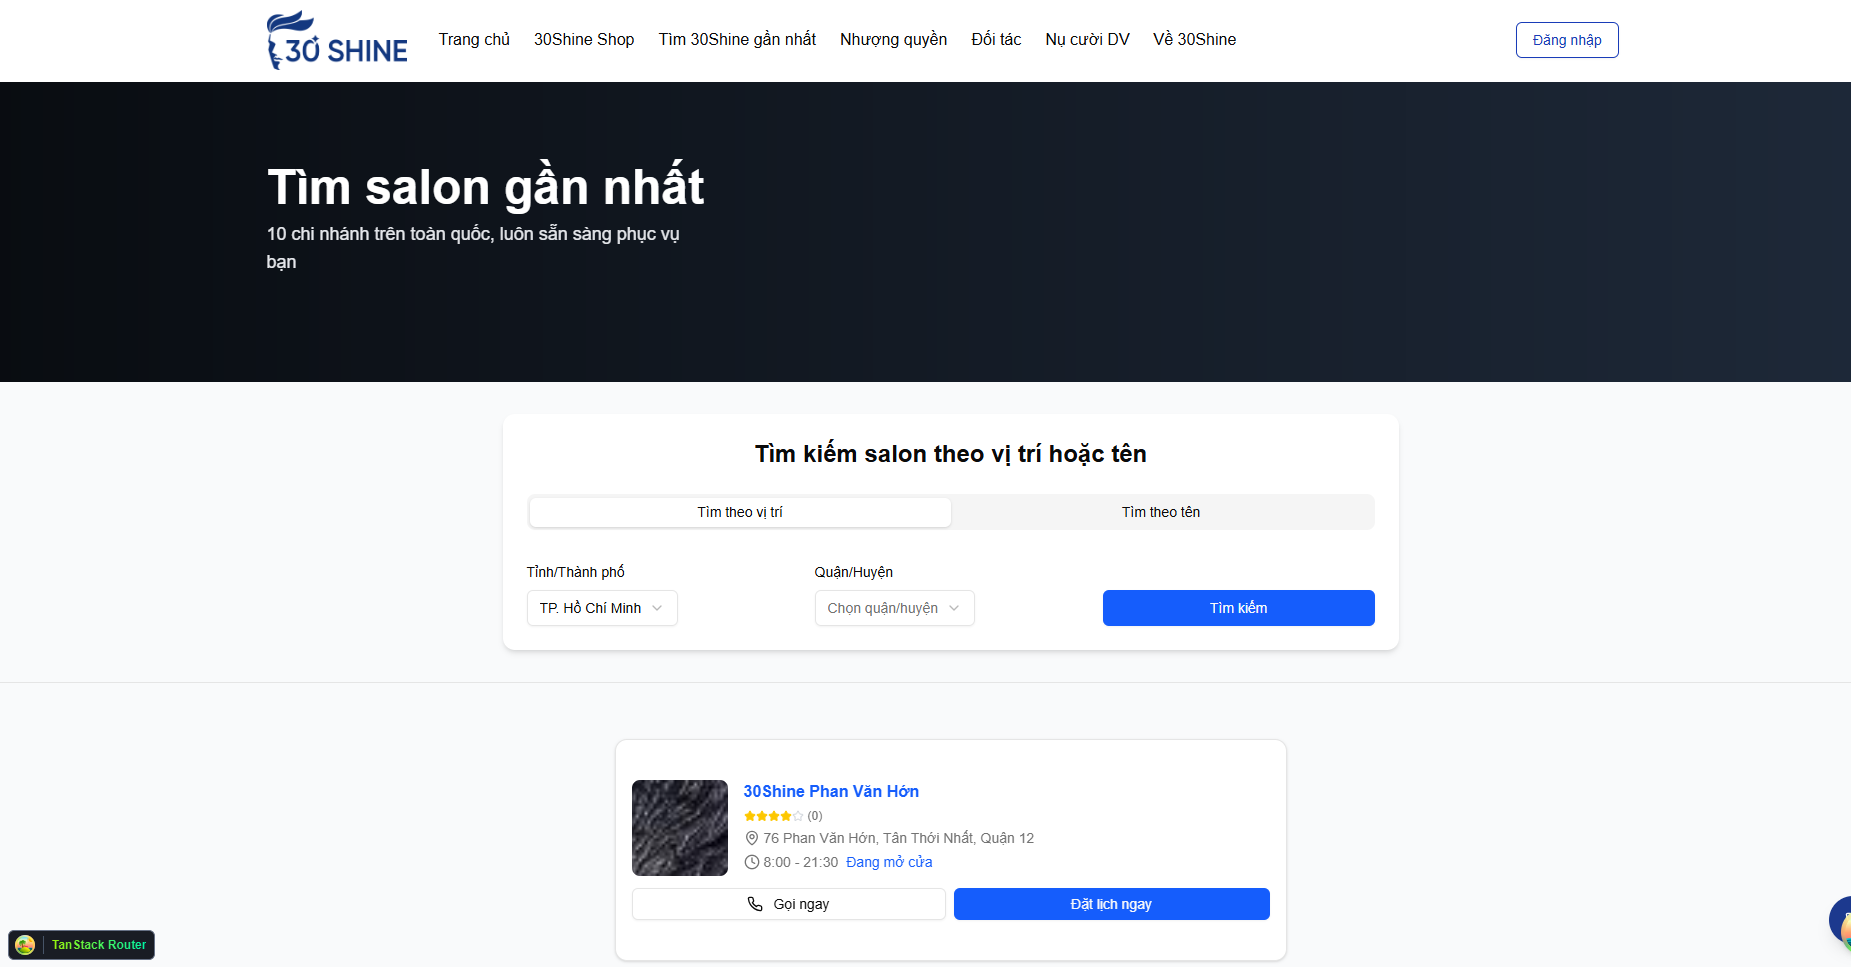 30 SHINE
Trang chủ 30Shine Shop Tìm 30Shine gần nhất Nhượng quyền Đối tác Nụ cười DV Về 30Shine Đăng nhập
Tìm salon gần nhất
10 chi nhánh trên toàn quốc, luôn sẵn sàng phục vụ
bạn
Tìm kiếm salon theo vị trí hoặc tên
Tìm theo vị trí Tìm theo tên
Tỉnh/Thành phố Quận/Huyện
TP. Hồ Chí Minh Chọn quận/huyện Tìm kiếm
30Shine Phan Văn Hớn
(0)
76 Phan Văn Hớn, Tân Thới Nhất, Quận 12
8:00 - 21:30 Đang mở cửa
Gọi ngay Đặt lịch ngay
TanStack Router